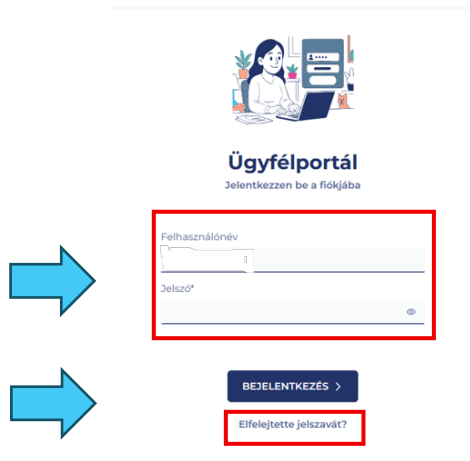 Ügyfélportál
Jelentkezzen be a fiókjába
Felhasználónév
Jelszó*
BEJELENTKEZÉS >
Elfelejtette jelszavát?